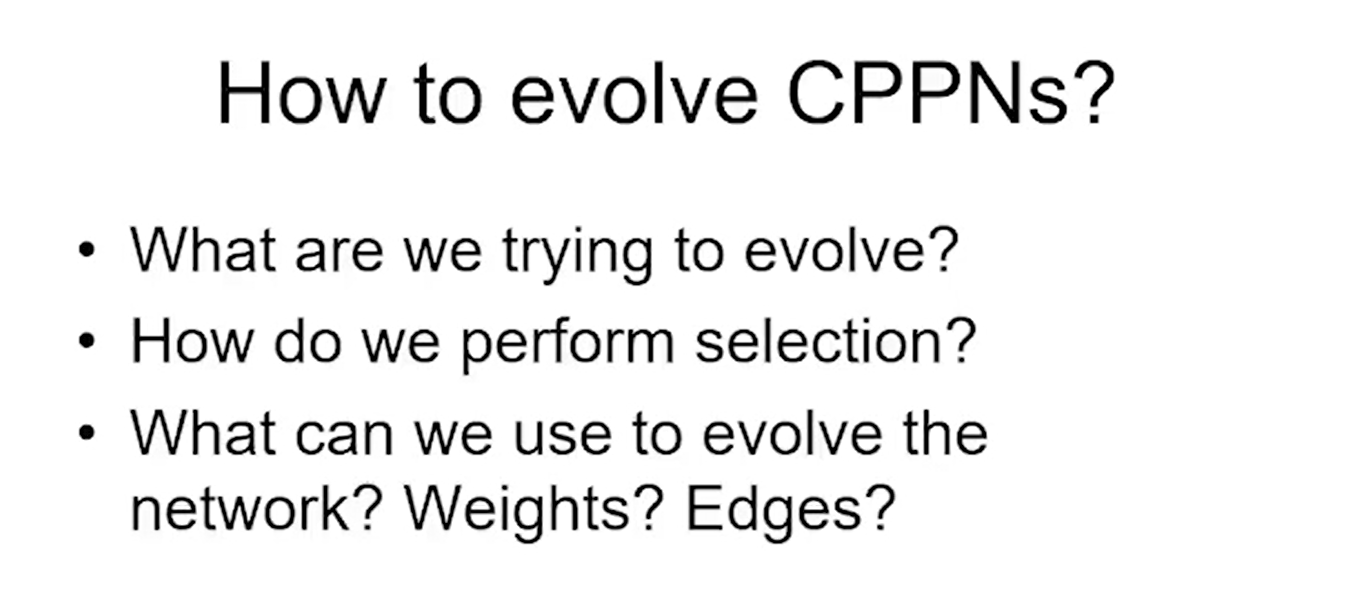 How to evolve CPPNs?
• What are we trying to evolve?
• How do we perform selection?
• What can we use to evolve the
network? Weights? Edges?